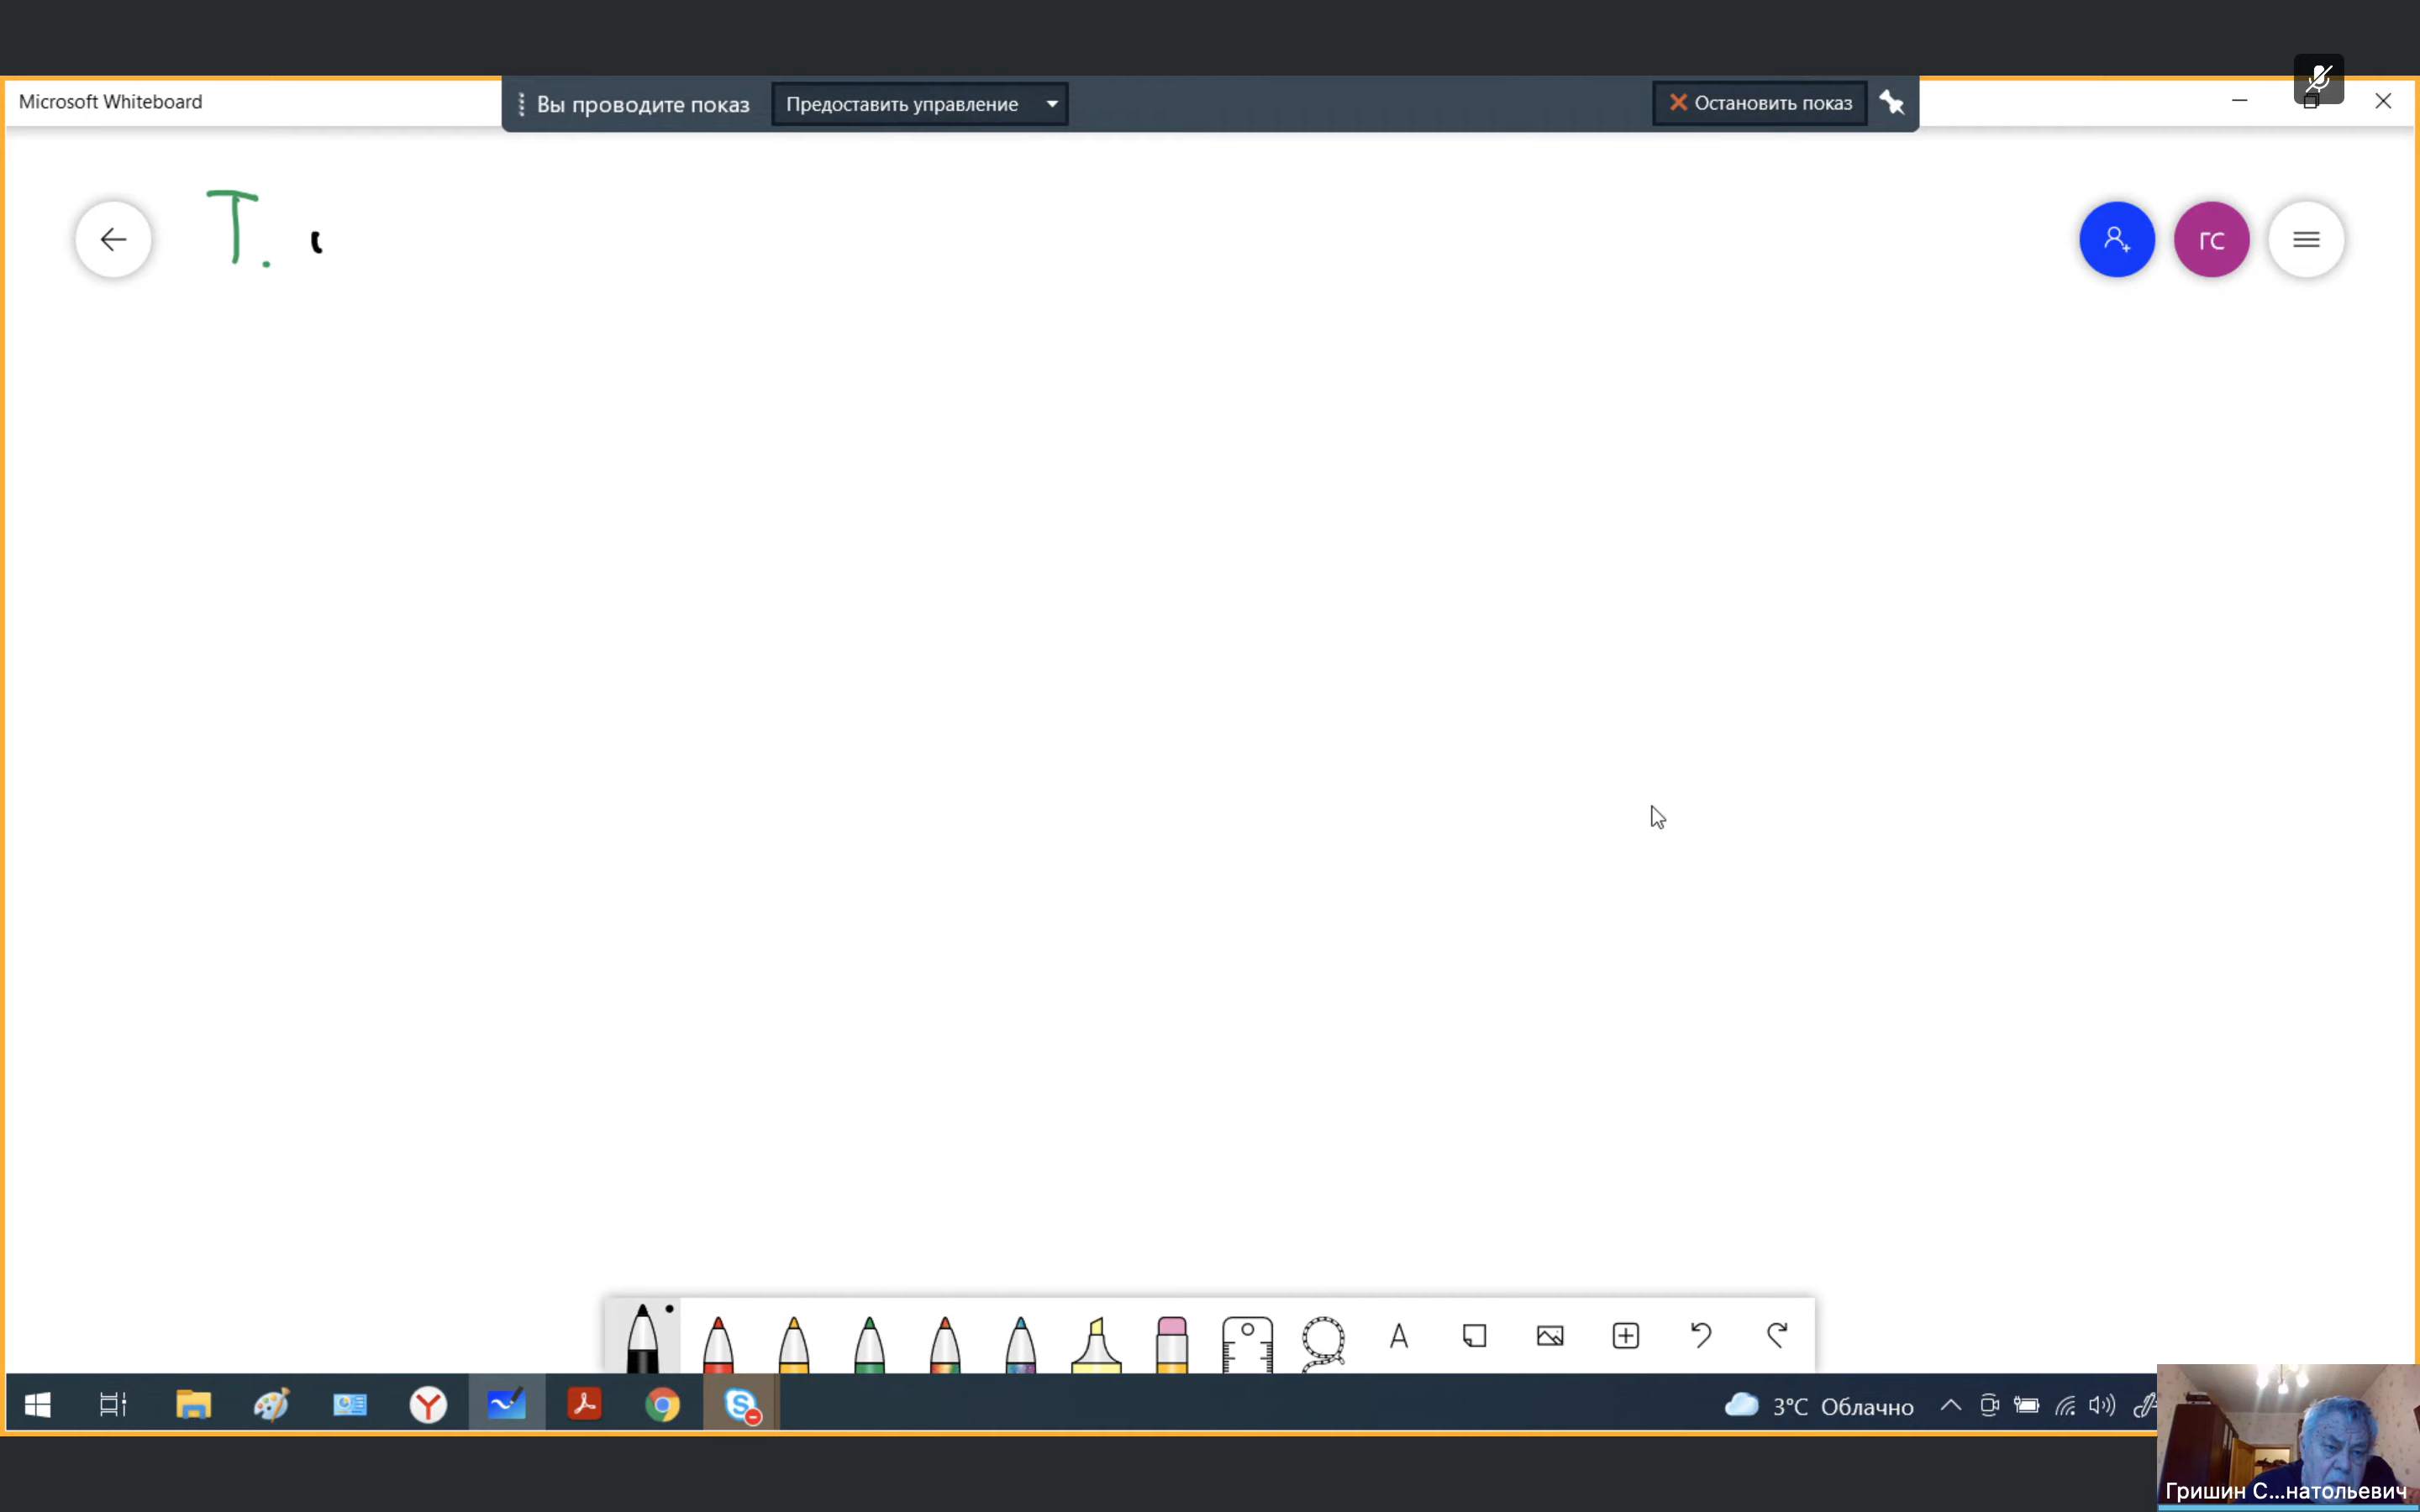 Microsoft Whiteboard
Вы проводите показ
Предоставить управление
Остановить показ
T.
ГС
A
3°C Облачно
Гришин С...натольевич